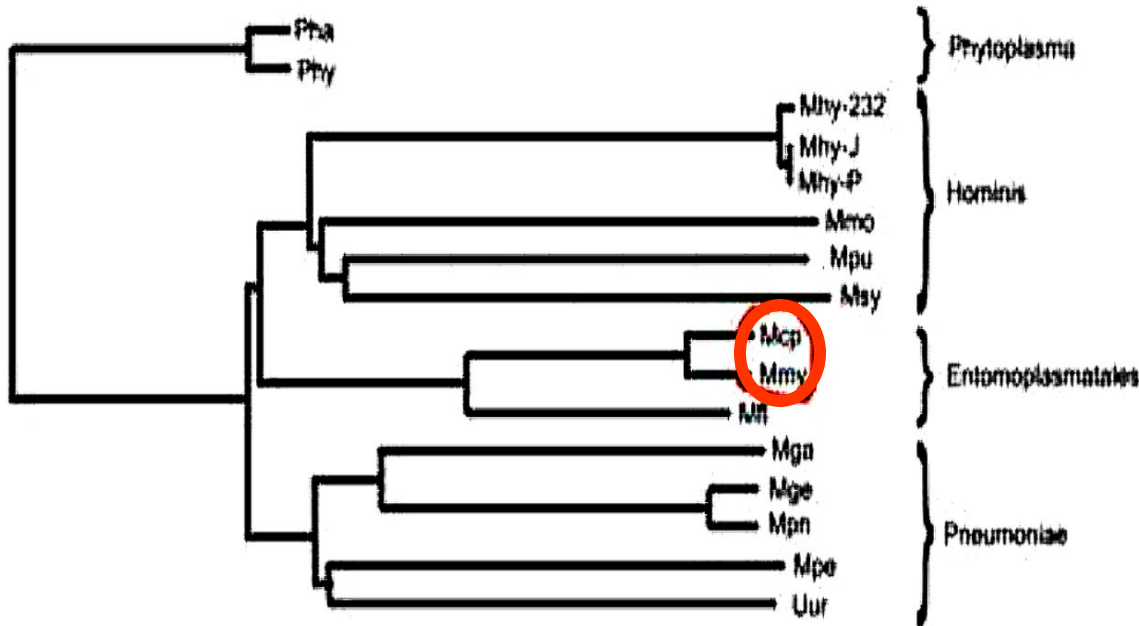 Pha
Phy
Phytoplasma
Mhy-232
Mhy-J
Mhy-P
Hominis
Mmo
Mpu
Msy
Mcp
Mmy
Entomoplasmatales
Mfl
Mga
Mge
Mpn
Pneumoniae
Mpe
Uur